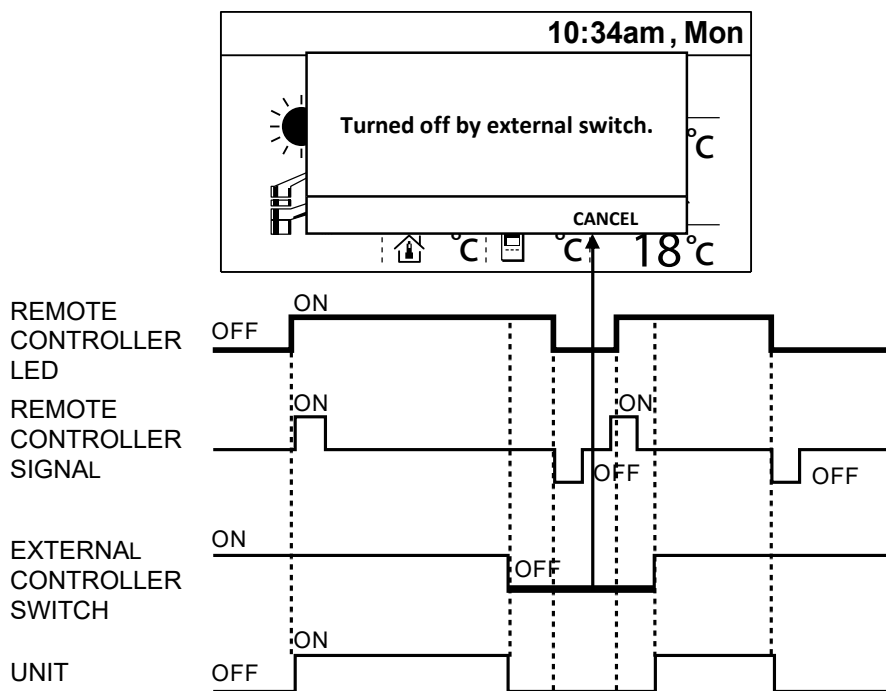 10:34am , Mon
Turned off by external switch.
°C
CANCEL
°C °C 18°C
REMOTE
CONTROLLER
LED
OFF
ON
REMOTE
CONTROLLER
SIGNAL
ON
OFF
ON
OFF
EXTERNAL
CONTROLLER
SWITCH
ON
OFF
UNIT
OFF
ON